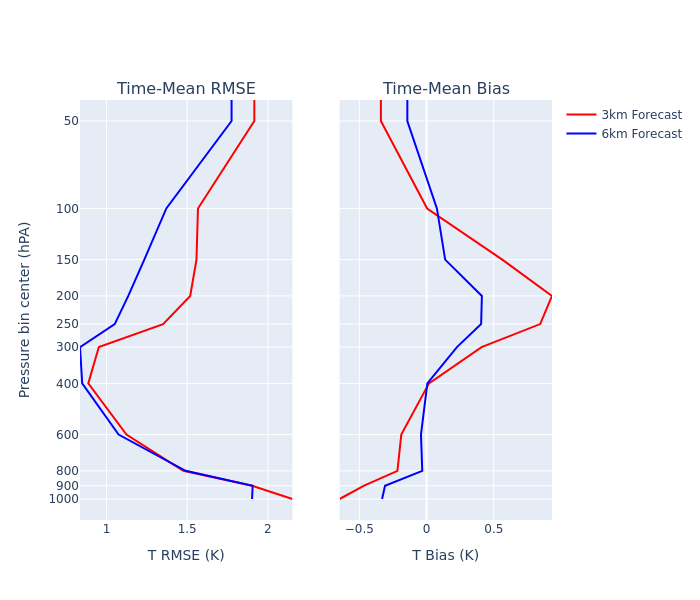 Time-Mean RMSE
Time-Mean Bias
3km Forecast
6km Forecast
Pressure bin center (hPA)
50
100
150
200
250
300
400
600
800
900
1000
1
1.5
2
−0.5
0
0.5
T RMSE (K)
T Bias (K)